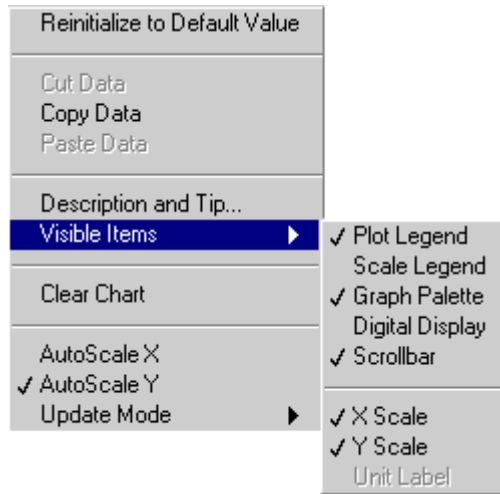 Reinitialize to Default Value
Cut Data
Copy Data
Paste Data
Description and Tip...
Visible Items
Clear Chart
AutoScale X
AutoScale Y
Update Mode
Plot Legend
Scale Legend
Graph Palette
Digital Display
Scrollbar
X Scale
Y Scale
Unit Label